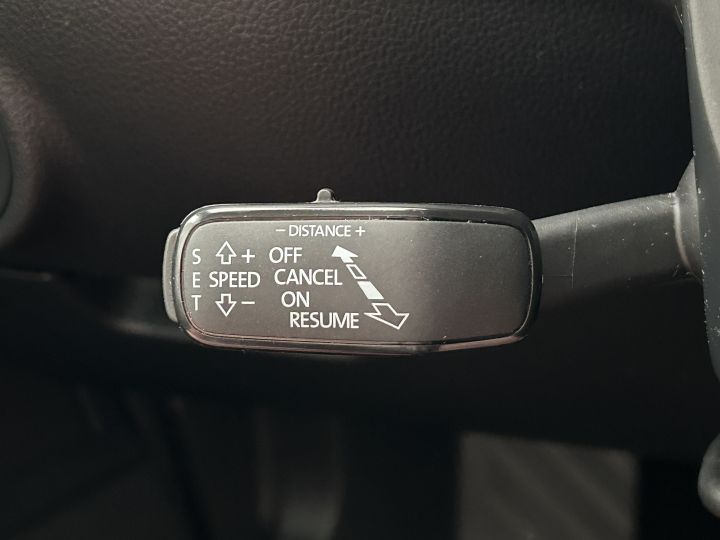 − DISTANCE +
S + OFF
E SPEED CANCEL
T − ON
RESUME